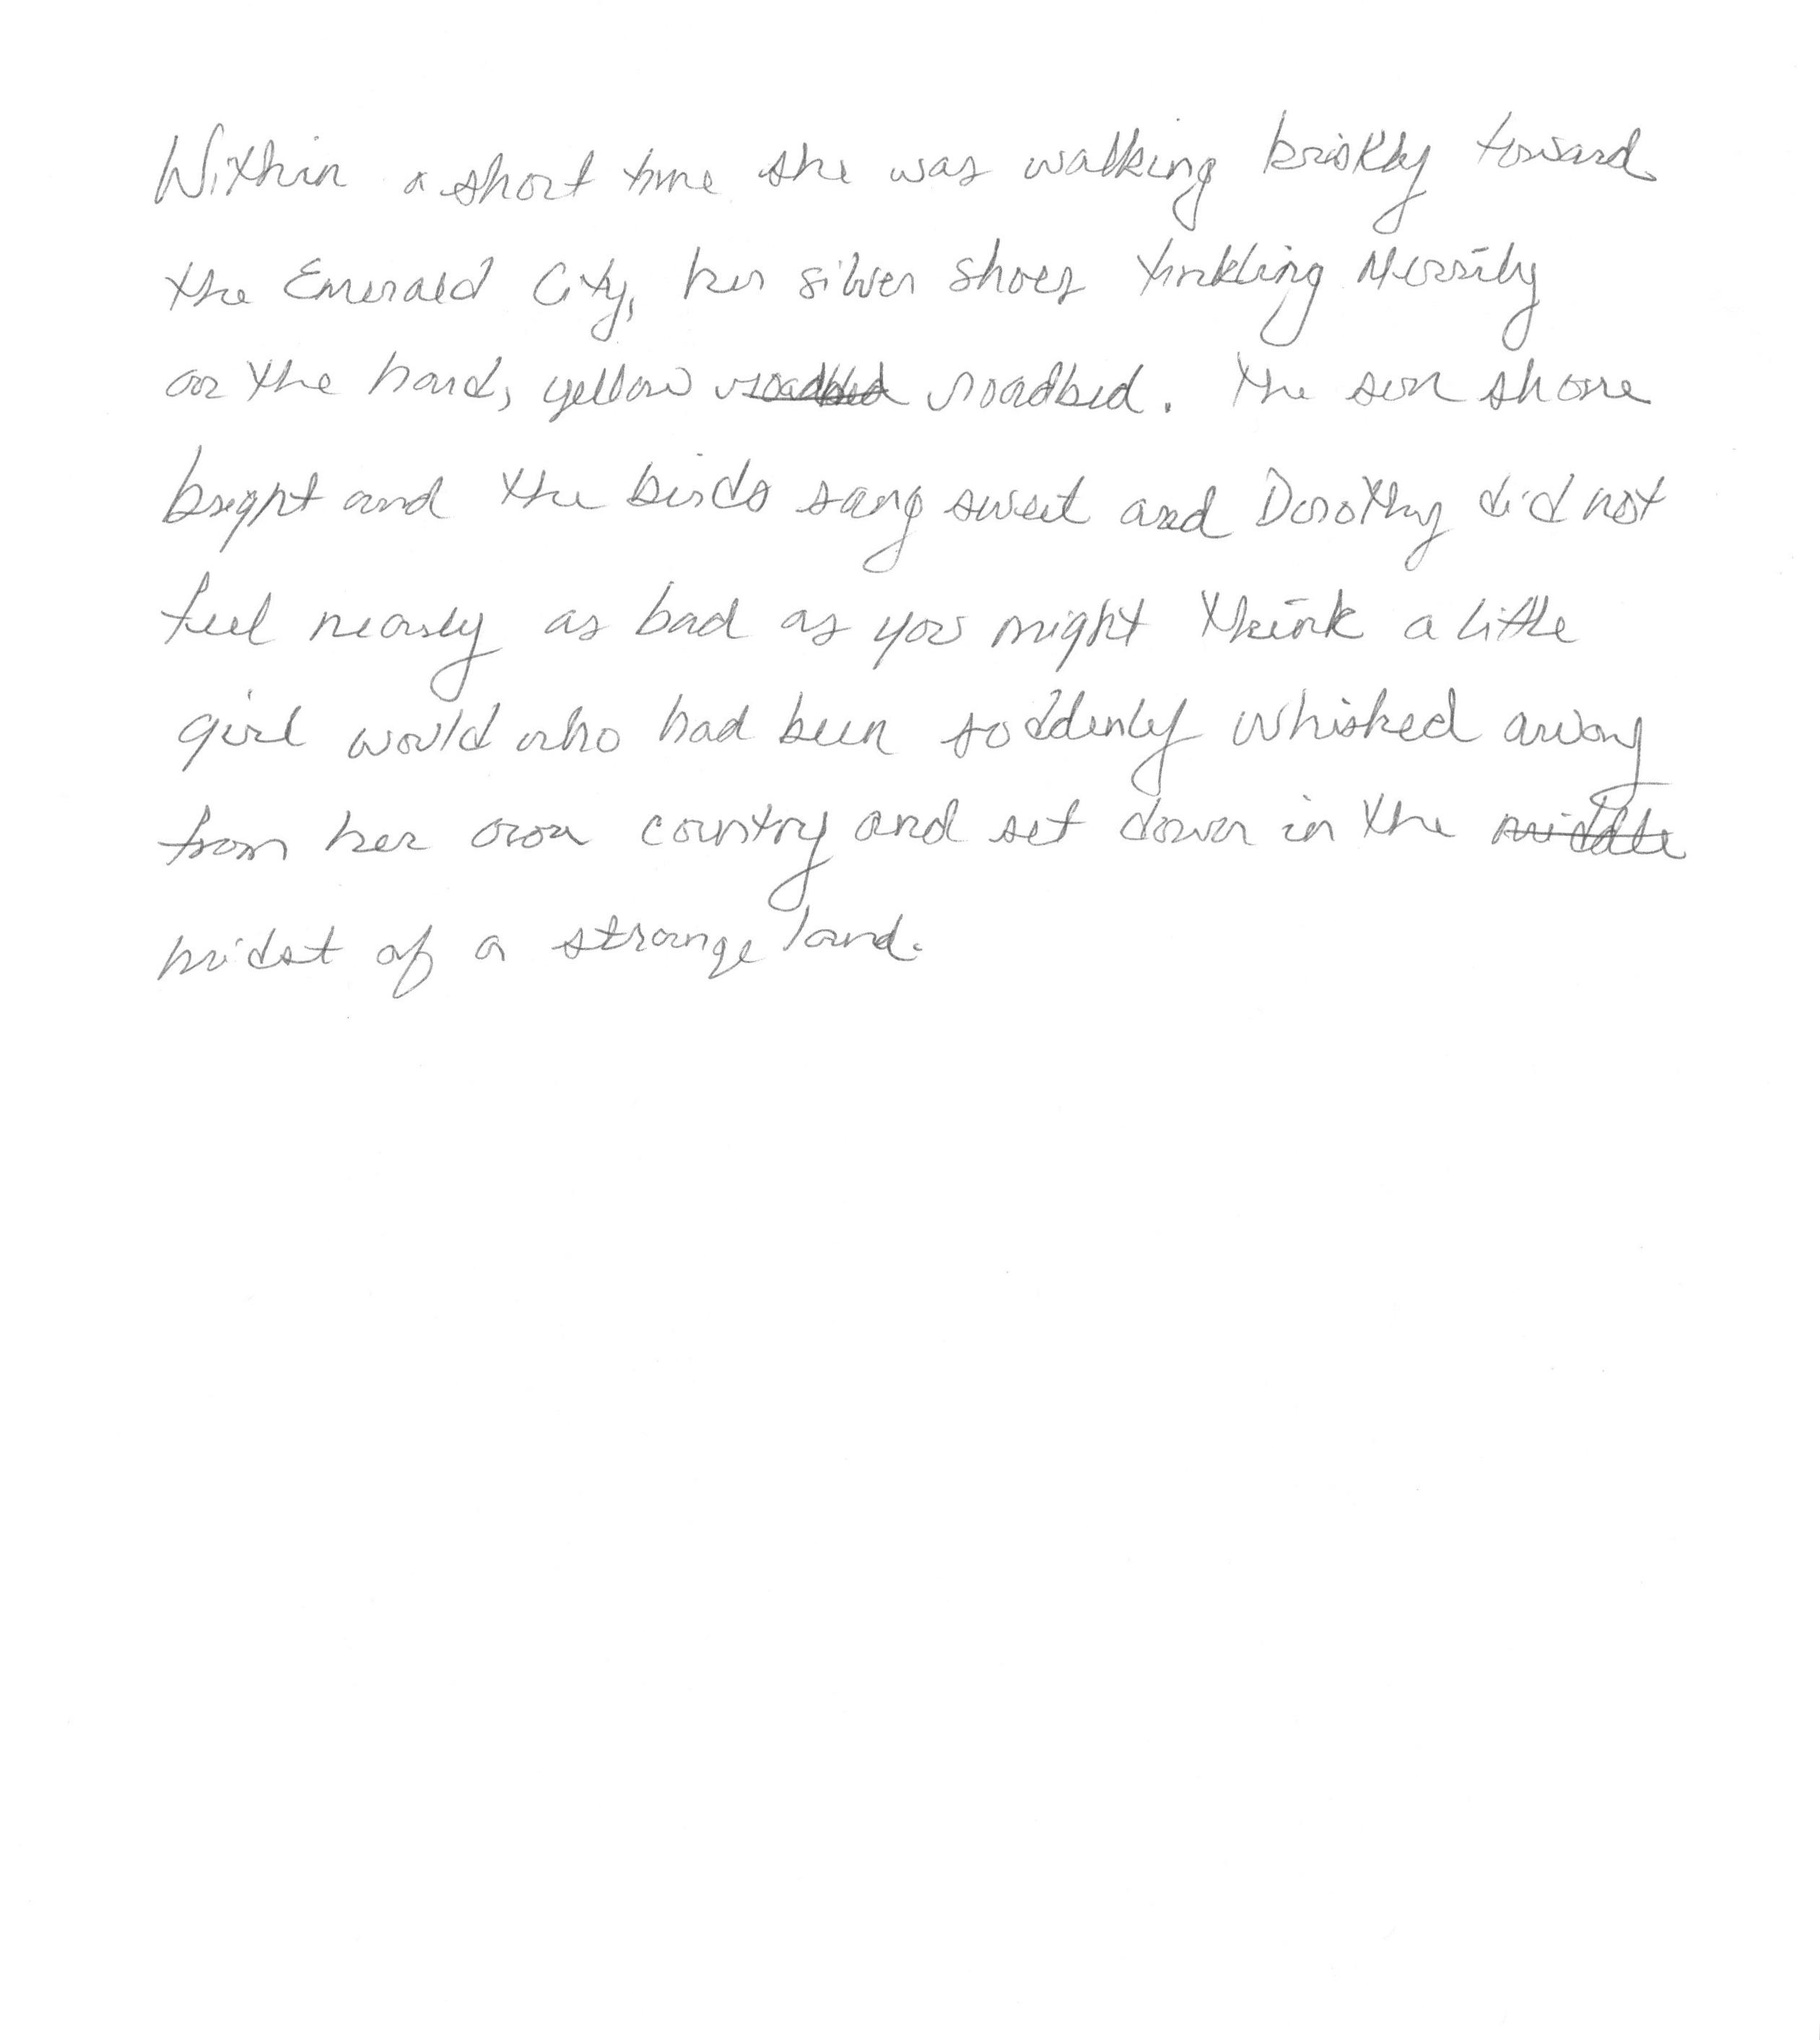 Within a short time she was walking briskly toward
the Emerald City, her silver shoes tinkling Merrily
on the hard, yellow roadbed roadbed. The sun shone
bright and the birds sang sweet and Dorothy did not
feel nearly as bad as you might think a little
girl would who had been suddenly whisked away
from her own country and set down in the middle
midst of a strange land.